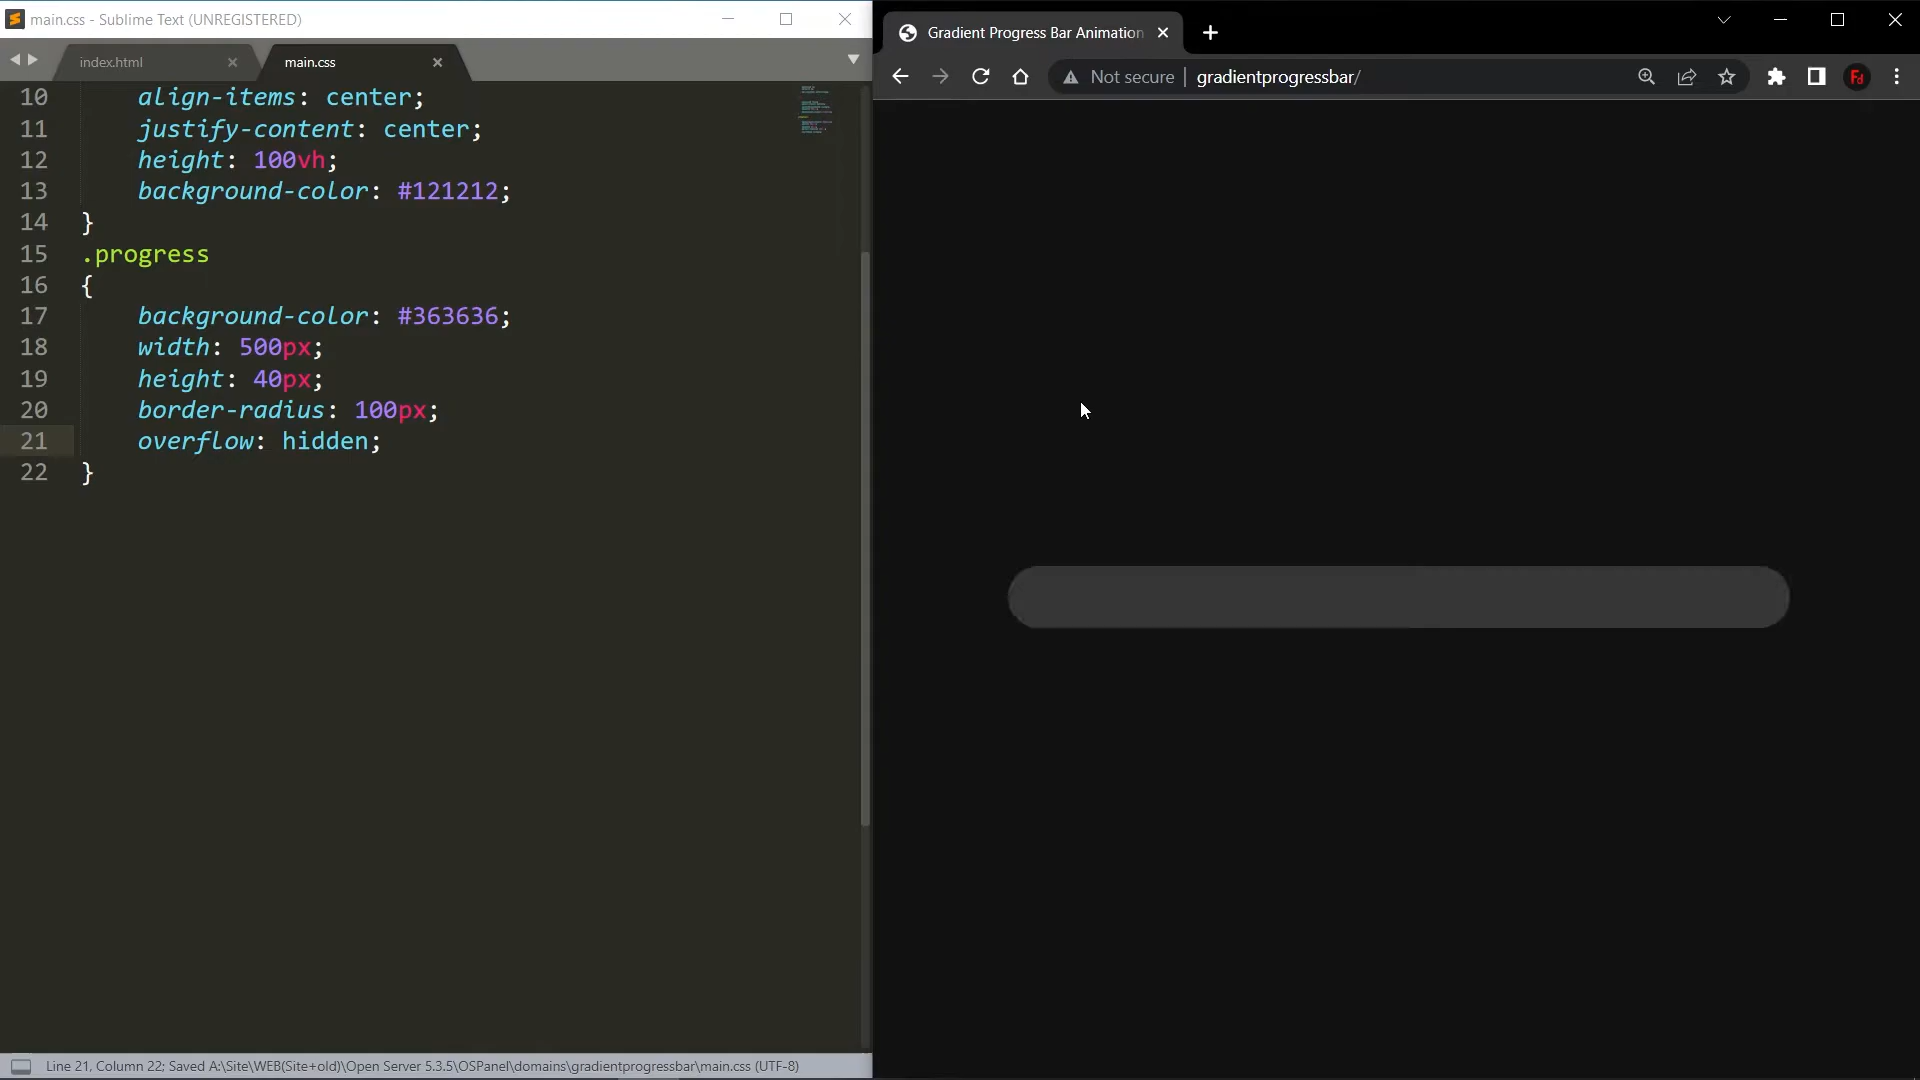 main.css - Sublime Text (UNREGISTERED)
index.html
main.css
10 align-items: center;
11 justify-content: center;
12 height: 100vh;
13 background-color: #121212;
14 }
15 .progress
16 {
17 background-color: #363636;
18 width: 500px;
19 height: 40px;
20 border-radius: 100px;
21 overflow: hidden;
22 }
Line 21, Column 22; Saved A:\Site\WEB(Site+old)\Open Server 5.3.5\OSPanel\domains\gradientprogressbar\main.css (UTF-8)
Gradient Progress Bar Animation
Not secure | gradientprogressbar/
Fd